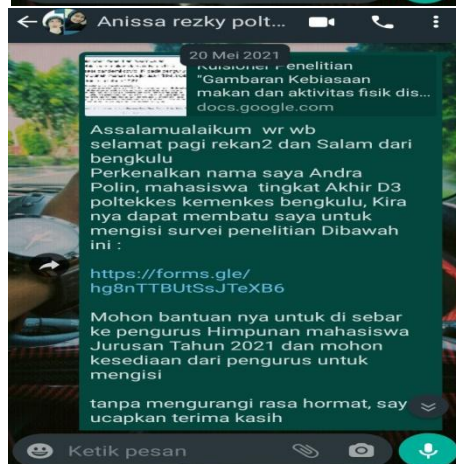 Anissa rezky polt...
20 Mei 2021
Kuisioner Penelitian
"Gambaran Kebiasaan
makan dan aktivitas fisik dis...
docs.google.com
Assalamualaikum wr wb
selamat pagi rekan2 dan Salam dari
bengkulu
Perkenalkan nama saya Andra
Polin, mahasiswa tingkat Akhir D3
poltekkes kemenkes bengkulu, Kira
nya dapat membatu saya untuk
mengisi survei penelitian Dibawah
ini :
https://forms.gle/
hg8nTTBUtSsJTeXB6
Mohon bantuan nya untuk di sebar
ke pengurus Himpunan mahasiswa
Jurusan Tahun 2021 dan mohon
kesediaan dari pengurus untuk
mengisi
tanpa mengurangi rasa hormat, say
ucapkan terima kasih
Ketik pesan